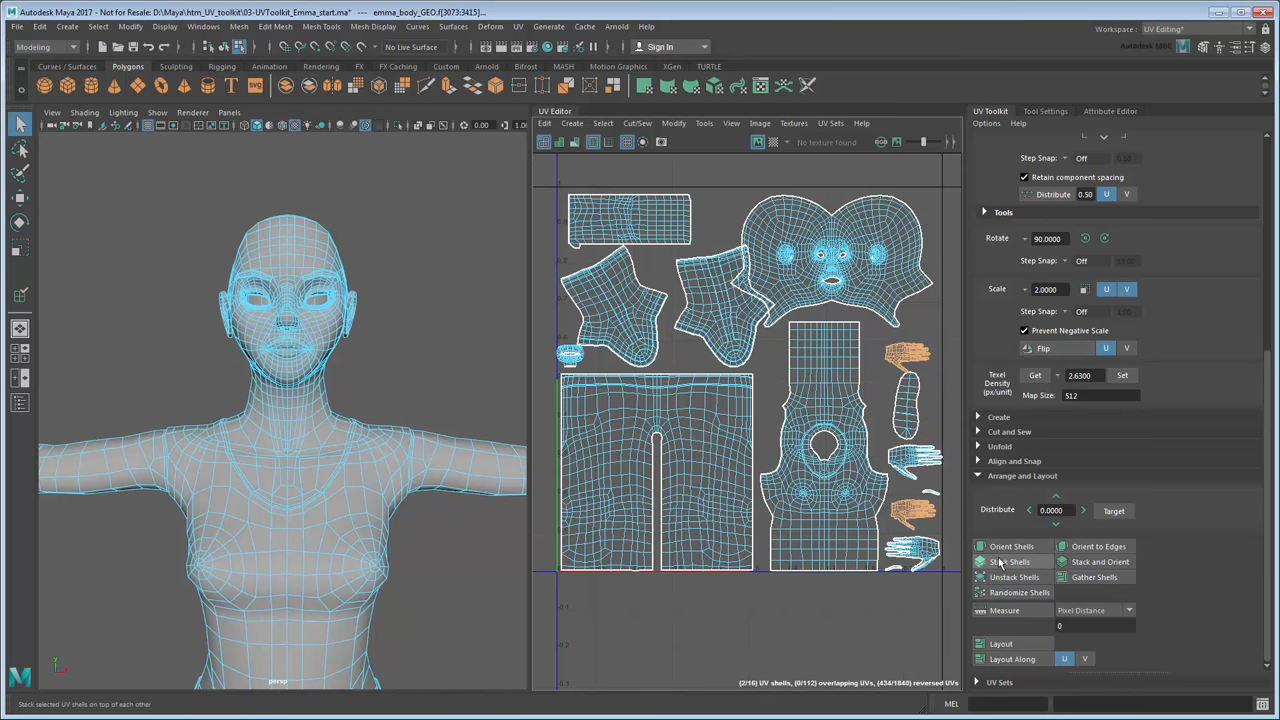 Autodesk Maya 2017 - Not for Resale: D:\Maya\htm_UV_toolkit\03-UVToolkit_Emma_start.ma* --- emma_body_GEO.f[3073:3415]...
File Edit Create Select Modify Display Windows Mesh Edit Mesh Mesh Tools Mesh Display Curves Surfaces Deform UV Generate Cache Arnold Help
Workspace: UV Editing*
Modeling No Live Surface Sign In
Curves / Surfaces Polygons Sculpting Rigging Animation Rendering FX FX Caching Custom Arnold Bifrost MASH Motion Graphics XGen TURTLE
View Shading Lighting Show Renderer Panels
0.00
persp
UV Editor
Edit Create Select Cut/Sew Modify Tools View Image Textures UV Sets Help
No texture found
(2/16) UV shells, (0/112) overlapping UVs, (434/1840) reversed UVs
UV Toolkit Tool Settings Attribute Editor
Options Help
Step Snap: Off
Retain component spacing
Distribute 0.50 U V
Tools
Rotate 90.0000
Step Snap: Off
Scale 2.0000 U V
Step Snap: Off
Prevent Negative Scale
Flip U V
Texel Density (px/unit) Get 2.6300 Set
Map Size: 512
Create
Cut and Sew
Unfold
Align and Snap
Arrange and Layout
Distribute 0.0000 Target
Orient Shells Orient to Edges
Stack Shells Stack and Orient
Unstack Shells Gather Shells
Randomize Shells
Measure Pixel Distance
0
Layout
Layout Along U V
UV Sets
Stack selected UV shells on top of each other
MEL